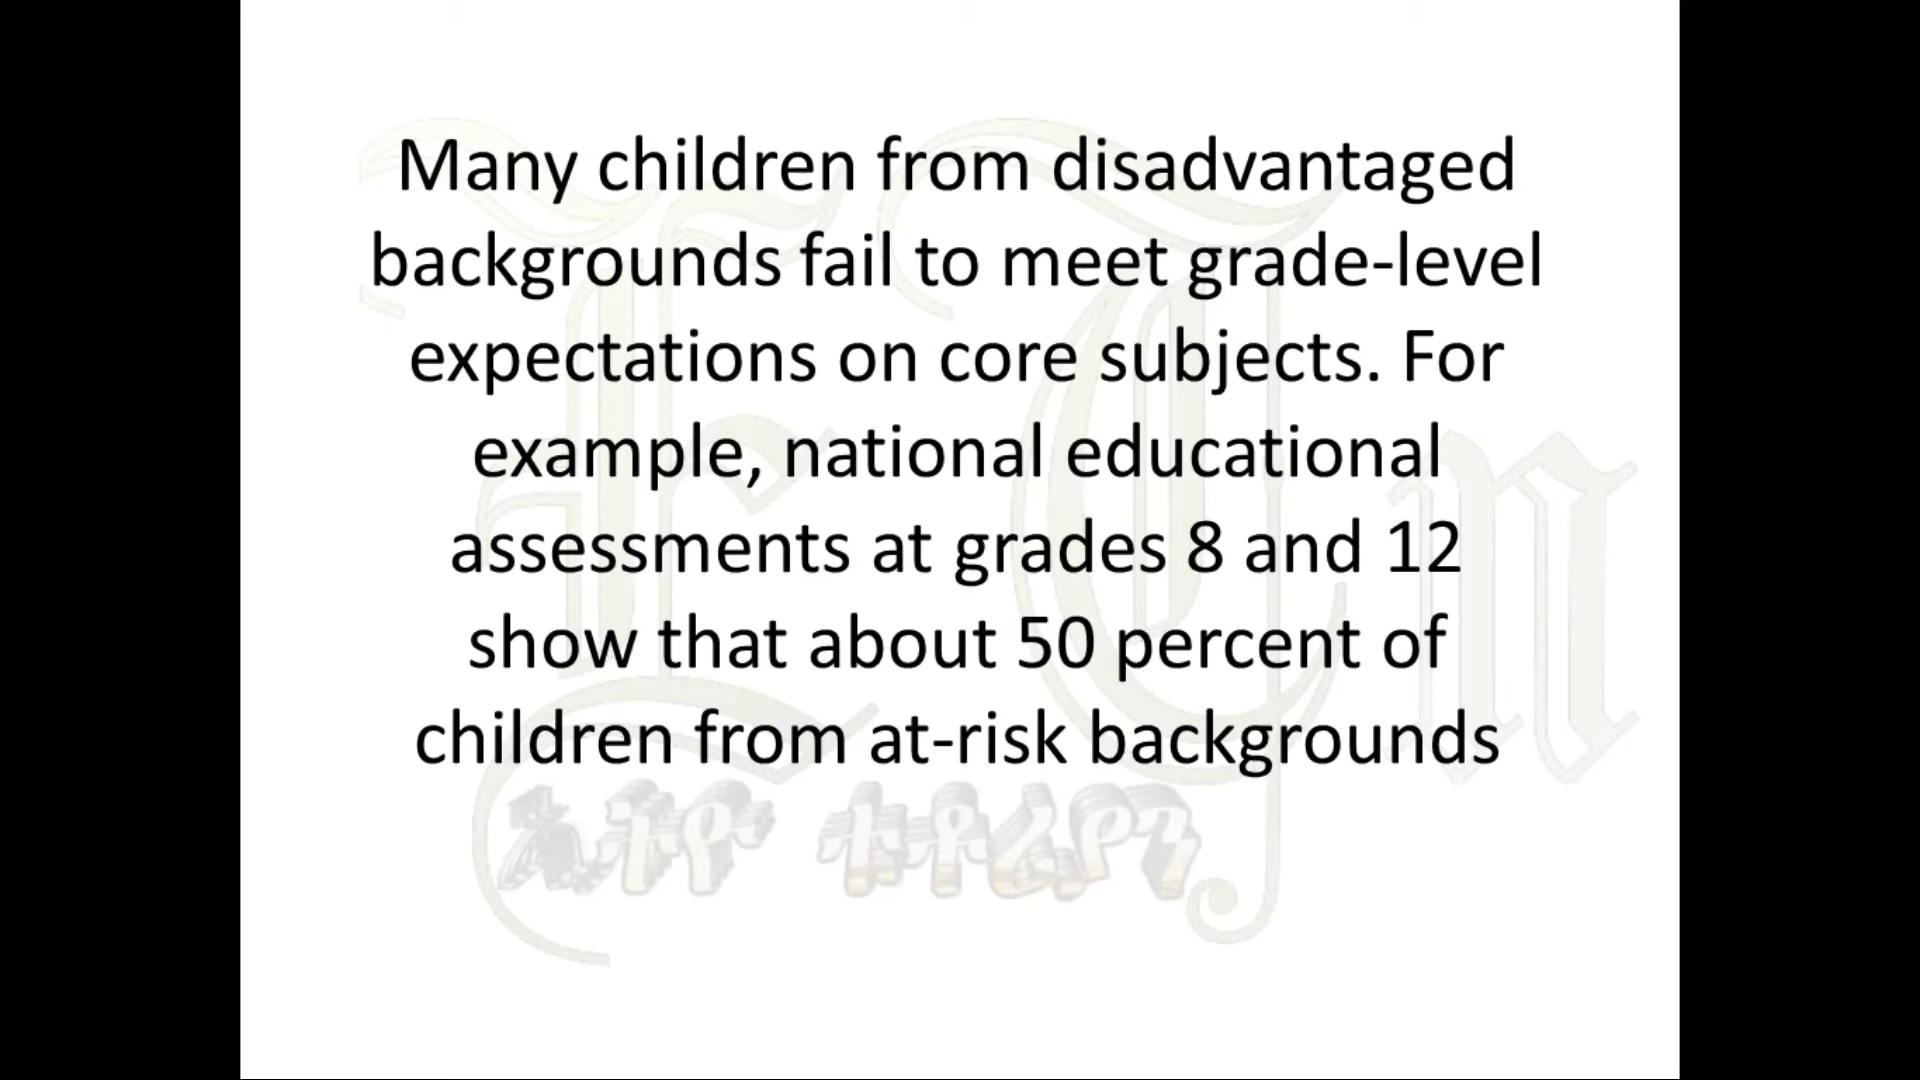 Many children from disadvantaged
backgrounds fail to meet grade-level
expectations on core subjects. For
example, national educational
assessments at grades 8 and 12
show that about 50 percent of
children from at-risk backgrounds